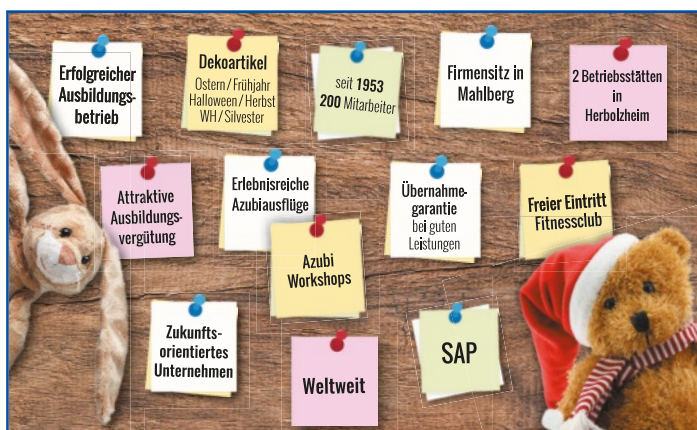 Erfolgreicher
Ausbildungs-
betrieb
Dekoartikel
Ostern / Frühjahr
Halloween / Herbst
WH / Silvester
seit 1953
200 Mitarbeiter
Firmensitz in
Mahlberg
2 Betriebsstätten
in
Herbolzheim
Attraktive
Ausbildungs-
vergütung
Erlebnisreiche
Azubiausflüge
Azubi
Workshops
Übernahme-
garantie
bei guten
Leistungen
Freier Eintritt
Fitnessclub
Zukunfts-
orientiertes
Unternehmen
Weltweit
SAP